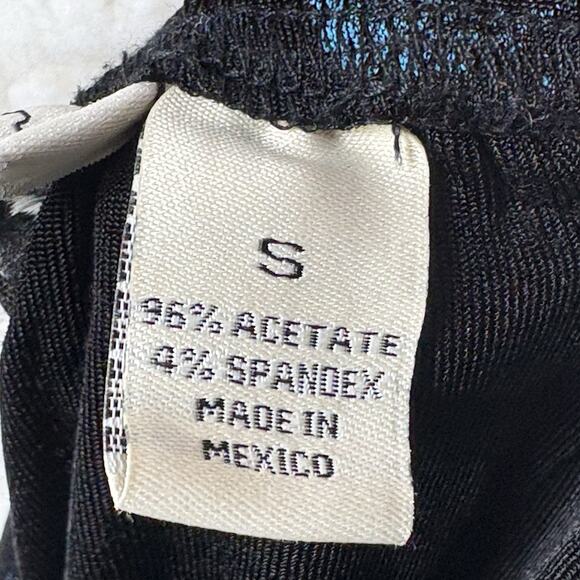 S
96% ACETATE
4% SPANDEX
MADE IN
MEXICO